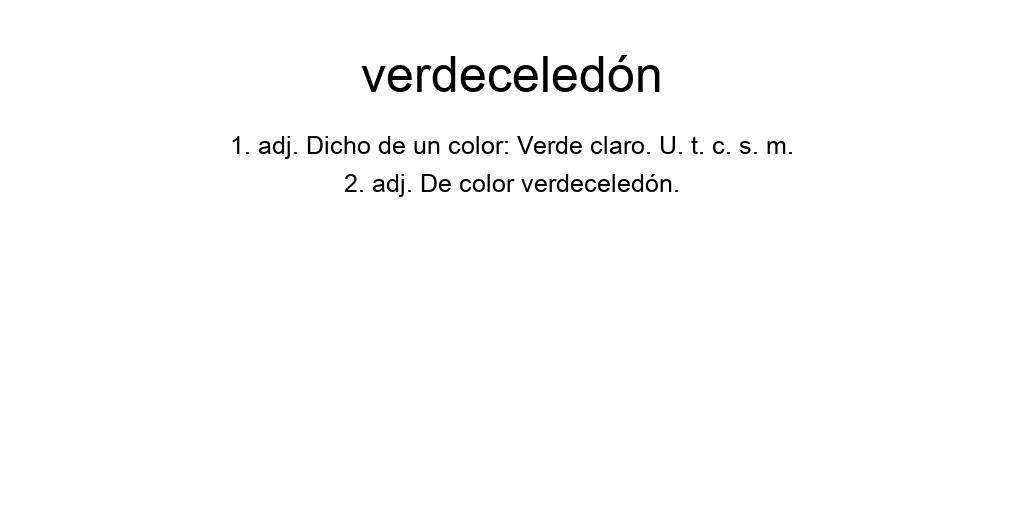 verdeceledón
1. adj. Dicho de un color: Verde claro. U. t. c. s. m.
2. adj. De color verdeceledón.